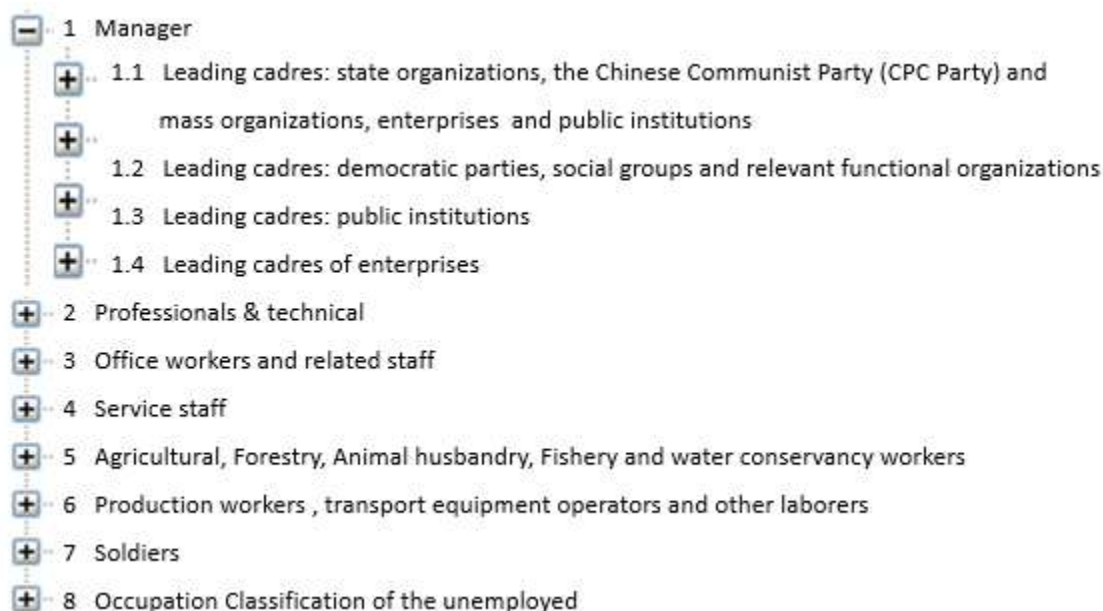 1 Manager
1.1 Leading cadres: state organizations, the Chinese Communist Party (CPC Party) and
mass organizations, enterprises and public institutions
1.2 Leading cadres: democratic parties, social groups and relevant functional organizations
1.3 Leading cadres: public institutions
1.4 Leading cadres of enterprises
2 Professionals & technical
3 Office workers and related staff
4 Service staff
5 Agricultural, Forestry, Animal husbandry, Fishery and water conservancy workers
6 Production workers , transport equipment operators and other laborers
7 Soldiers
8 Occupation Classification of the unemployed